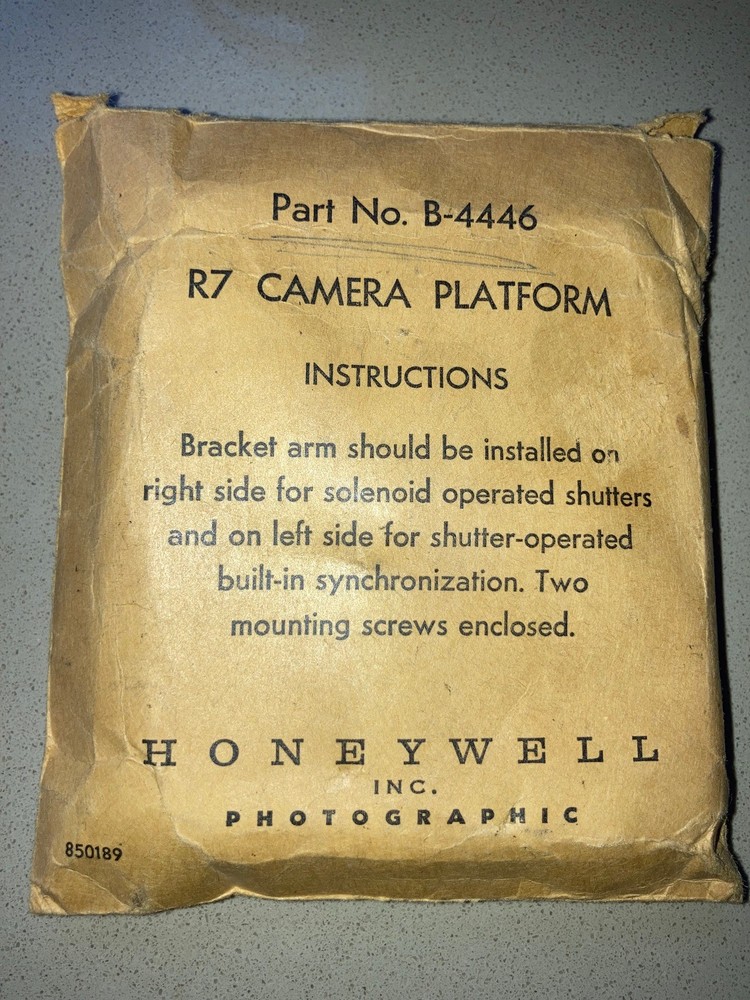 Part No. B-4446
R7 CAMERA PLATFORM
INSTRUCTIONS
Bracket arm should be installed on
right side for solenoid operated shutters
and on left side for shutter-operated
built-in synchronization. Two
mounting screws enclosed.
HONEYWELL
INC.
PHOTOGRAPHIC
850189